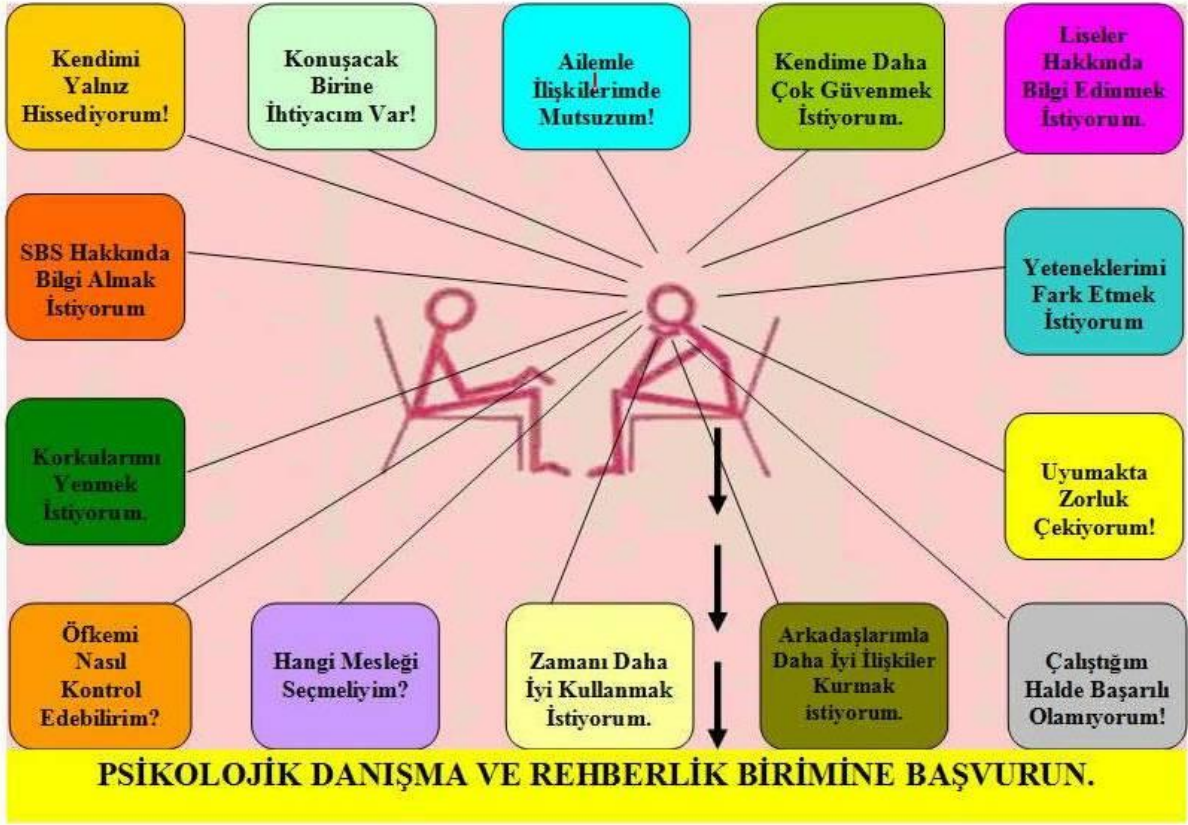 Kendimi
Yalnız
Hissediyorum!
Konuşacak
Birine
İhtiyacım Var!
Ailemle
İlişkilerimde
Mutsuzum!
Kendime Daha
Çok Güvenmek
İstiyorum.
Liseler
Hakkında
Bilgi Edinmek
İstiyorum.
SBS Hakkında
Bilgi Almak
İstiyorum
Yeteneklerimi
Fark Etmek
İstiyorum
Korkularımı
Yenmek
İstiyorum.
Uyumakta
Zorluk
Çekiyorum!
Öfkemi
Nasıl
Kontrol
Edebilirim?
Hangi Mesleği
Seçmeliyim?
Zamanı Daha
İyi Kullanmak
İstiyorum.
Arkadaşlarımla
Daha İyi İlişkiler
Kurmak
istiyorum.
Çalıştığım
Halde Başarılı
Olamıyorum!
PSİKOLOJİK DANIŞMA VE REHBERLİK BİRİMİNE BAŞVURUN.